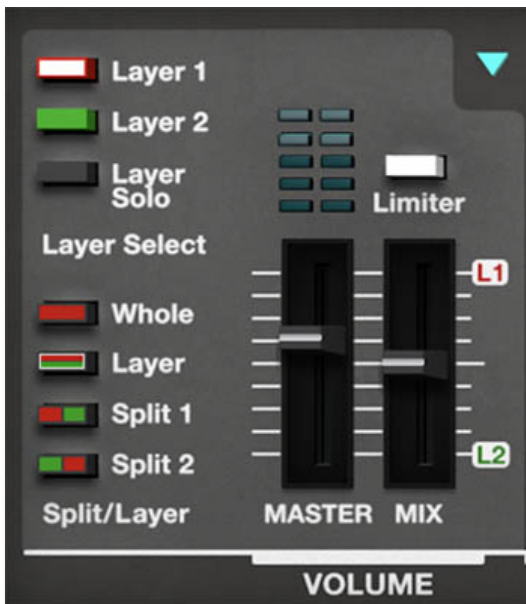 Layer 1
Layer 2
Layer
Solo
Limiter
Layer Select
L1
Whole
Layer
Split 1
Split 2
L2
Split/Layer
MASTER MIX
VOLUME